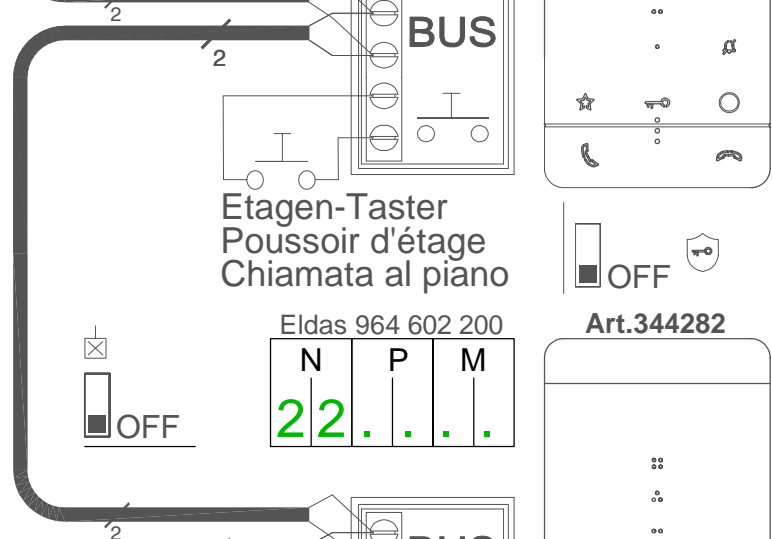 2
BUS
2
Etagen-Taster
Poussoir d'étage
Chiamata al piano
OFF
Eldas 964 602 200
Art.344282
N P M
22. . . .
OFF
2
BUS